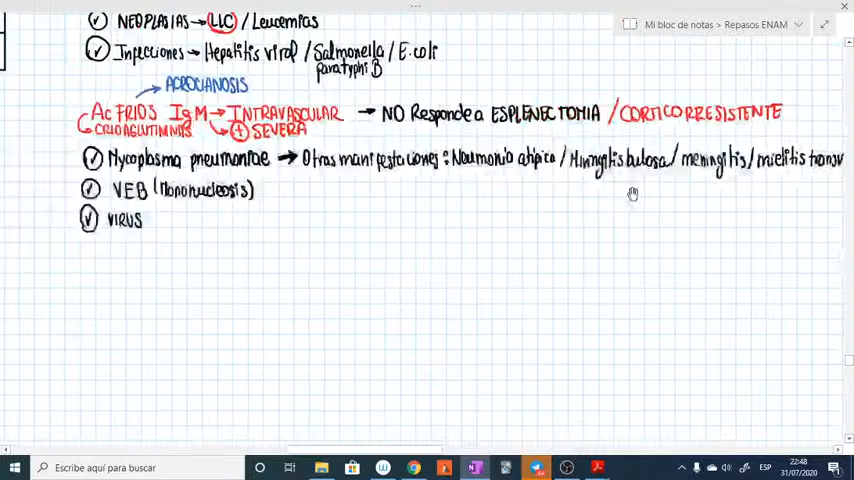 ✓ NEOPLASIAS → LLC / Leucemias
Mi bloc de notas > Repasos ENAM
✓ Infecciones → Hepatitis viral / Salmonella / E. coli
paratyphi B
→ ACROCIANOSIS
Ac FRIOS IgM → INTRAVASCULAR → NO Responde a ESPLENECTOMIA / CORTICORRESISTENTE
CRIOAGLUTININAS → + SEVERA
✓ Mycoplasma pneumoniae → Otras manifestaciones: Neumonia atipica / Miringitis bulosa / meningitis / mielitis transv
✓ VEB (Mononucleosis)
✓ VIRUS
Escribe aquí para buscar
ESP
22:48
31/07/2020